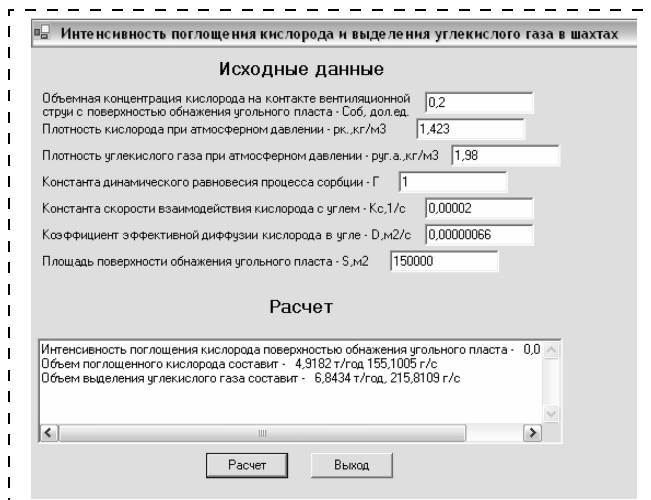 Интенсивность поглощения кислорода и выделения углекислого газа в шахтах
Исходные данные
Объемная концентрация кислорода на контакте вентиляционной
струи с поверхностью обнажения угольного пласта - Соб, дол.ед.
0,2
Плотность кислорода при атмосферном давлении - рк.,кг/м3
1,423
Плотность углекислого газа при атмосферном давлении - руг.а.,кг/м3
1,98
Константа динамического равновесия процесса сорбции - Г
1
Константа скорости взаимодействия кислорода с углем - Кс,1/с
0,00002
Коэффициент эффективной диффузии кислорода в угле - D,м2/с
0,00000066
Площадь поверхности обнажения угольного пласта - S,м2
150000
Расчет
Интенсивность поглощения кислорода поверхностью обнажения угольного пласта - 0,0
Объем поглощенного кислорода составит - 4,9182 т/год 155,1005 г/с
Объем выделения углекислого газа составит - 6,8434 т/год, 215,8109 г/с
Расчет
Выход